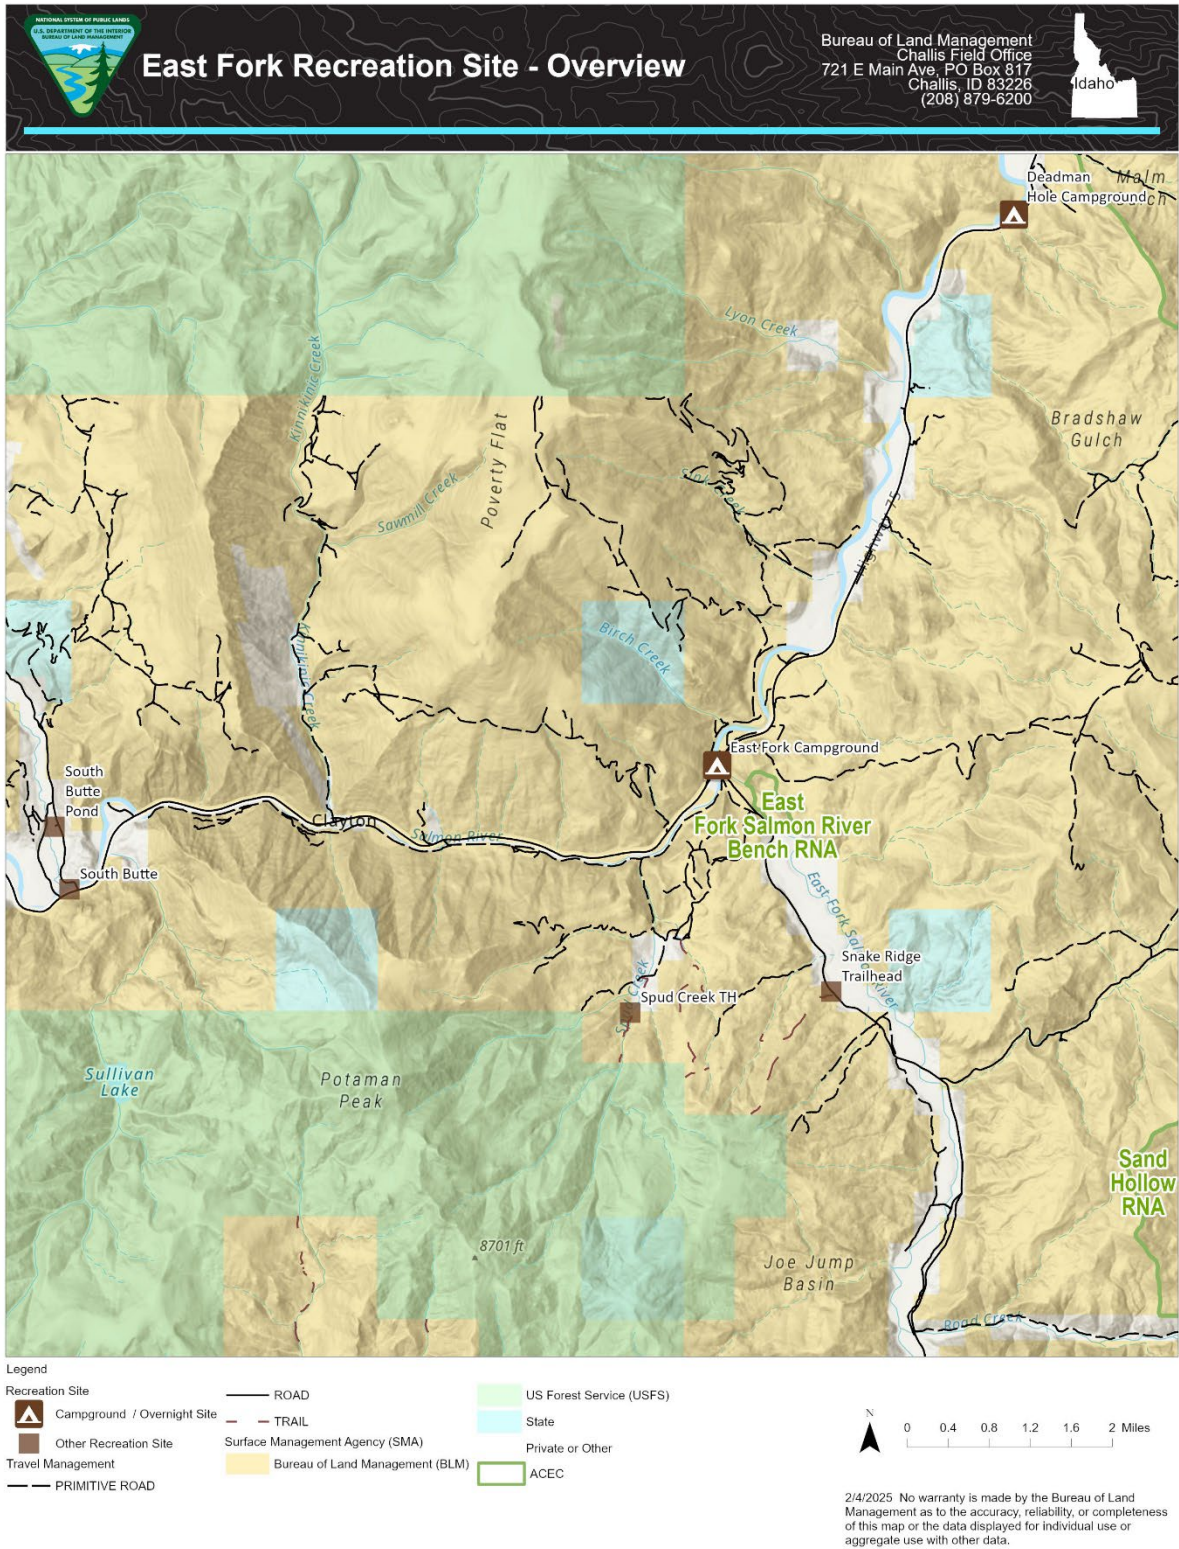 NATIONAL SYSTEM OF PUBLIC LANDS
U.S. DEPARTMENT OF THE INTERIOR
BUREAU OF LAND MANAGEMENT
East Fork Recreation Site - Overview
Bureau of Land Management
Challis Field Office
721 E Main Ave, PO Box 817
Challis, ID 83226
(208) 879-6200
Idaho
Deadman
Hole Campground
Malm
Lyon Creek
Kinnikinic Creek
Poverty Flat
Bradshaw
Gulch
Sawmill Creek
Highway 75
Birch Creek
Kinnikinic Creek
East Fork Campground
South
Butte
Pond
East
Fork Salmon River
Bench RNA
Clayton
Salmon River
South Butte
East Fork Salmon River
Snake Ridge
Trailhead
Spud Creek TH
Sullivan
Lake
Potaman
Peak
Sand
Hollow
RNA
8701 ft
Joe Jump
Basin
Road Creek
Legend
Recreation Site
Campground / Overnight Site
Other Recreation Site
Travel Management
PRIMITIVE ROAD
ROAD
TRAIL
Surface Management Agency (SMA)
Bureau of Land Management (BLM)
US Forest Service (USFS)
State
Private or Other
ACEC
N
0 0.4 0.8 1.2 1.6 2 Miles
2/4/2025 No warranty is made by the Bureau of Land
Management as to the accuracy, reliability, or completeness
of this map or the data displayed for individual use or
aggregate use with other data.